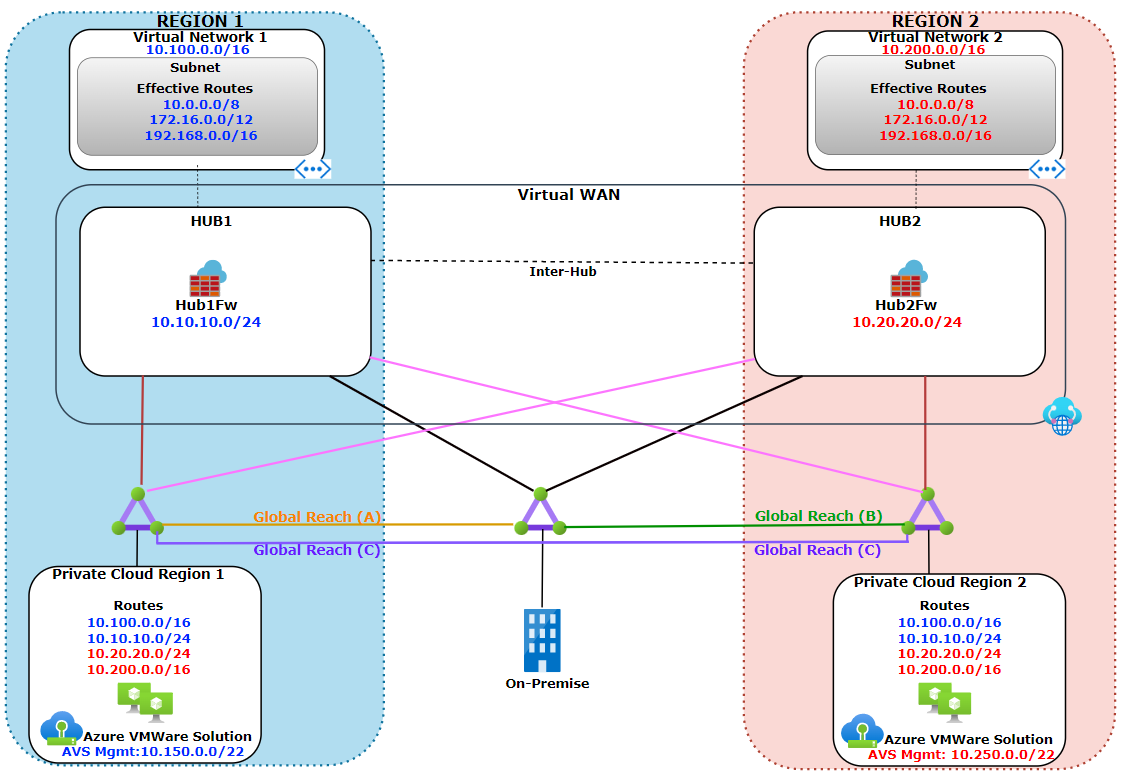 REGION 1
Virtual Network 1
10.100.0.0/16
Subnet
Effective Routes
10.0.0.0/8
172.16.0.0/12
192.168.0.0/16
REGION 2
Virtual Network 2
10.200.0.0/16
Subnet
Effective Routes
10.0.0.0/8
172.16.0.0/12
192.168.0.0/16
Virtual WAN
HUB1
Hub1Fw
10.10.10.0/24
Inter-Hub
HUB2
Hub2Fw
10.20.20.0/24
Global Reach (A)
Global Reach (B)
Global Reach (C)
Global Reach (C)
Private Cloud Region 1
Routes
10.100.0.0/16
10.10.10.0/24
10.20.20.0/24
10.200.0.0/16
Azure VMWare Solution
AVS Mgmt:10.150.0.0/22
On-Premise
Private Cloud Region 2
Routes
10.100.0.0/16
10.10.10.0/24
10.20.20.0/24
10.200.0.0/16
Azure VMWare Solution
AVS Mgmt: 10.250.0.0/22